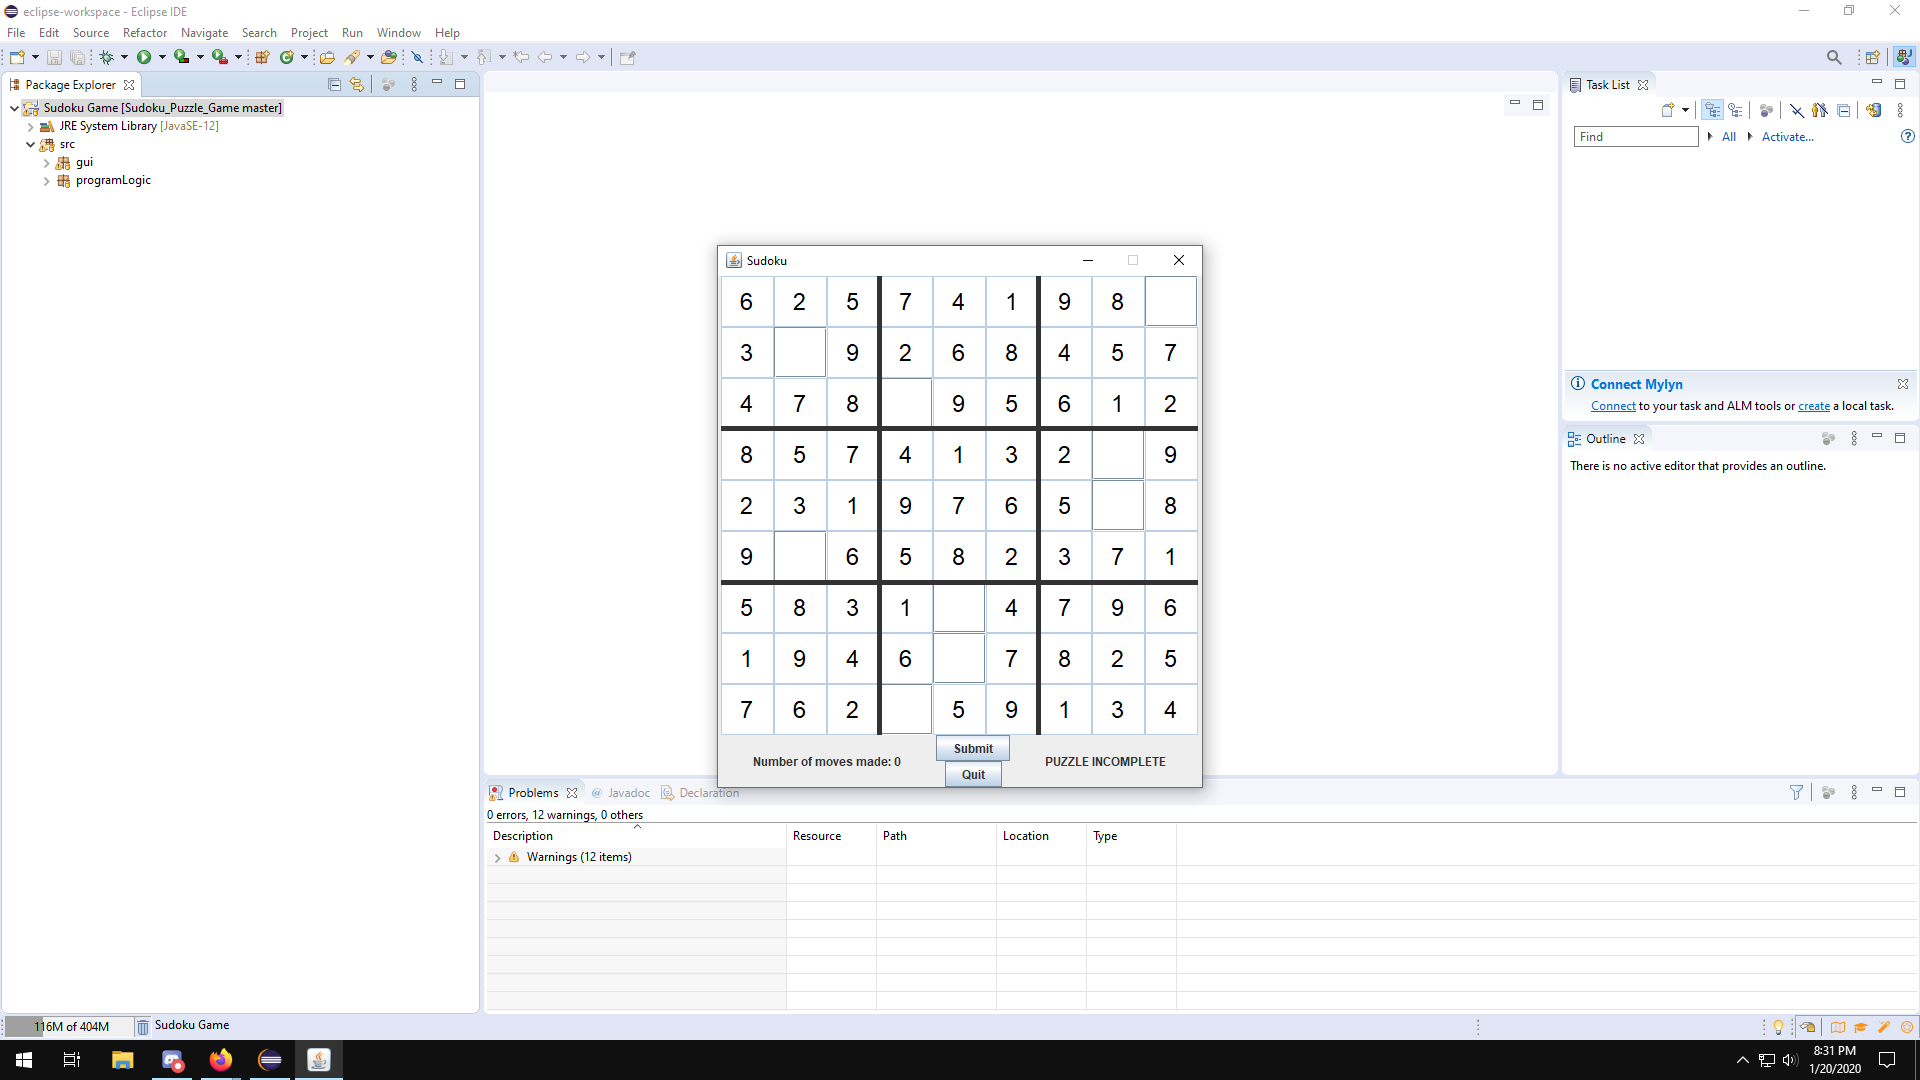 eclipse-workspace - Eclipse IDE
File Edit Source Refactor Navigate Search Project Run Window Help
Package Explorer
Task List
Sudoku Game [Sudoku_Puzzle_Game master]
JRE System Library [JavaSE-12]
src
gui
programLogic
Find All Activate...
Sudoku
6 2 5 7 4 1 9 8
3 9 2 6 8 4 5 7
4 7 8 9 5 6 1 2
8 5 7 4 1 3 2 9
2 3 1 9 7 6 5 8
9 6 5 8 2 3 7 1
5 8 3 1 4 7 9 6
1 9 4 6 7 8 2 5
7 6 2 5 9 1 3 4
Number of moves made: 0
Submit
Quit
PUZZLE INCOMPLETE
Connect Mylyn
Connect to your task and ALM tools or create a local task.
Outline
There is no active editor that provides an outline.
Problems @ Javadoc Declaration
0 errors, 12 warnings, 0 others
Description Resource Path Location Type
Warnings (12 items)
116M of 404M
Sudoku Game
8:31 PM
1/20/2020